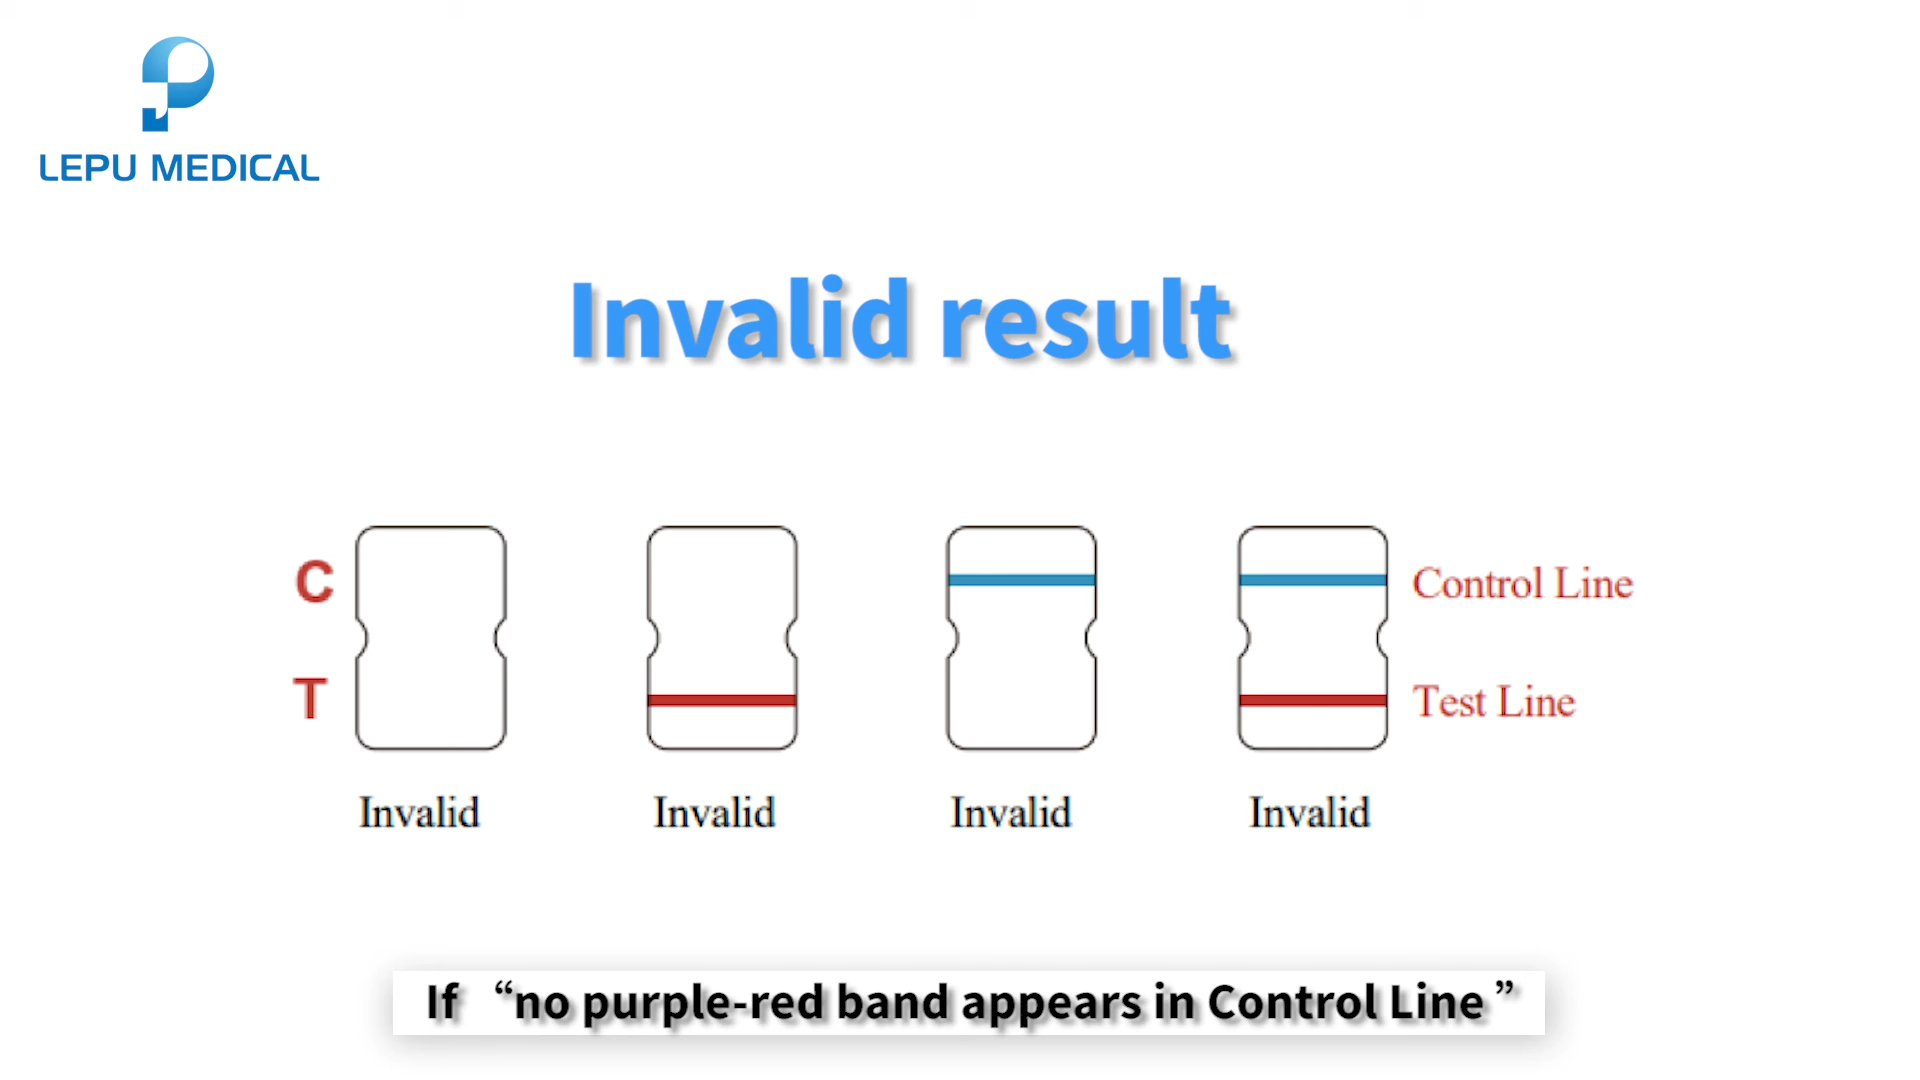 LEPU MEDICAL
Invalid result
C
Control Line
T
Test Line
Invalid Invalid Invalid Invalid
If “no purple-red band appears in Control Line”